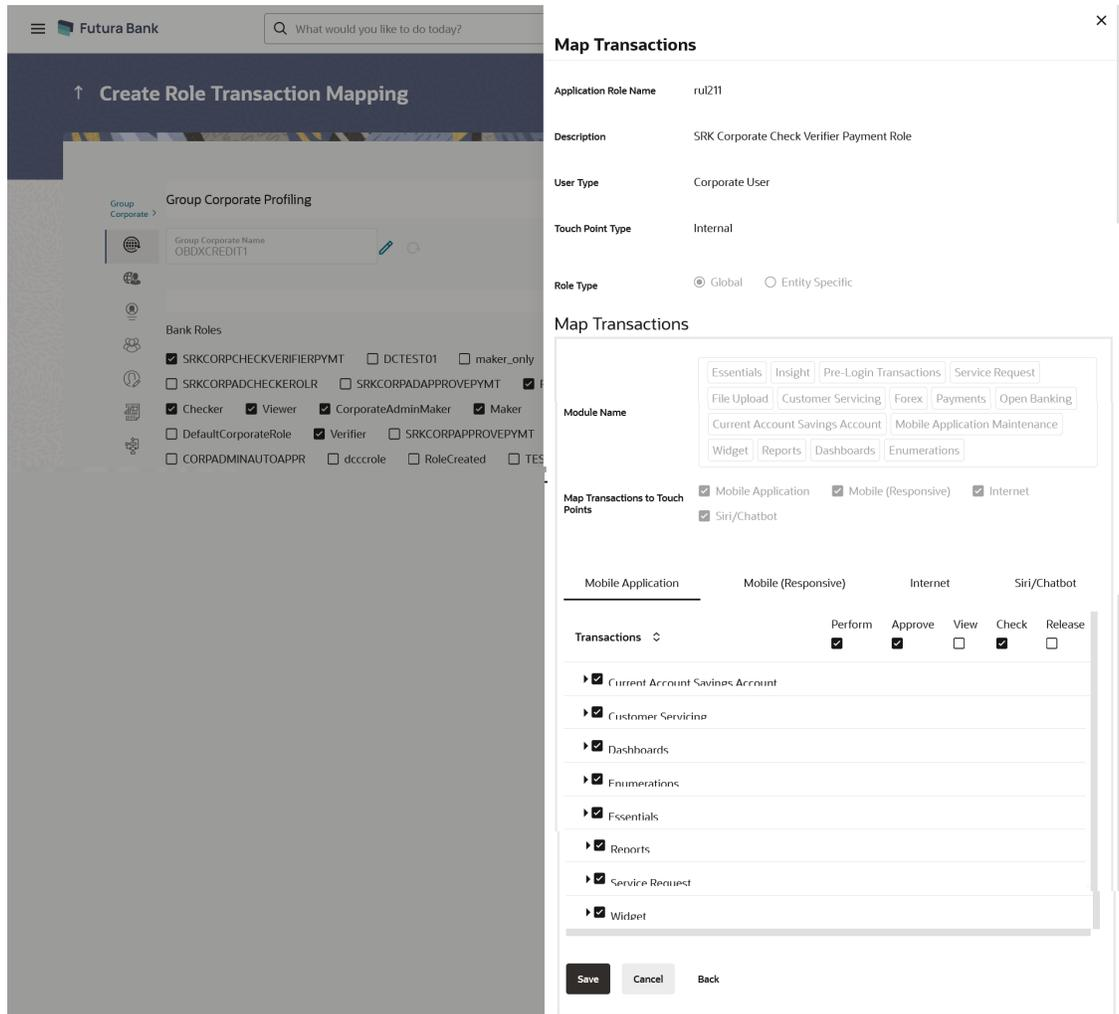 Futura Bank
What would you like to do today?
Create Role Transaction Mapping
Group
Corporate
Group Corporate Profiling
Group Corporate Name
OBDXCREDIT1
Bank Roles
SRKCORPCHECKVERIFIERPYMT DCTEST01 maker_only
SRKCORPADCHECKEROLR SRKCORPADAPPROVEPYMT
Checker Viewer CorporateAdminMaker Maker
DefaultCorporateRole Verifier SRKCORPAPPROVEPYMT
CORPADMINAUTOAPPR dcccrole RoleCreated
Map Transactions
Application Role Name rul211
Description SRK Corporate Check Verifier Payment Role
User Type Corporate User
Touch Point Type Internal
Role Type Global Entity Specific
Map Transactions
Module Name
Essentials Insight Pre-Login Transactions Service Request
File Upload Customer Servicing Forex Payments Open Banking
Current Account Savings Account Mobile Application Maintenance
Widget Reports Dashboards Enumerations
Map Transactions to Touch
Points
Mobile Application Mobile (Responsive) Internet
Siri/Chatbot
Mobile Application Mobile (Responsive) Internet Siri/Chatbot
Transactions Perform Approve View Check Release
Current Account Savings Account
Customer Servicing
Dashboards
Enumerations
Essentials
Reports
Service Request
Widget
Save Cancel Back